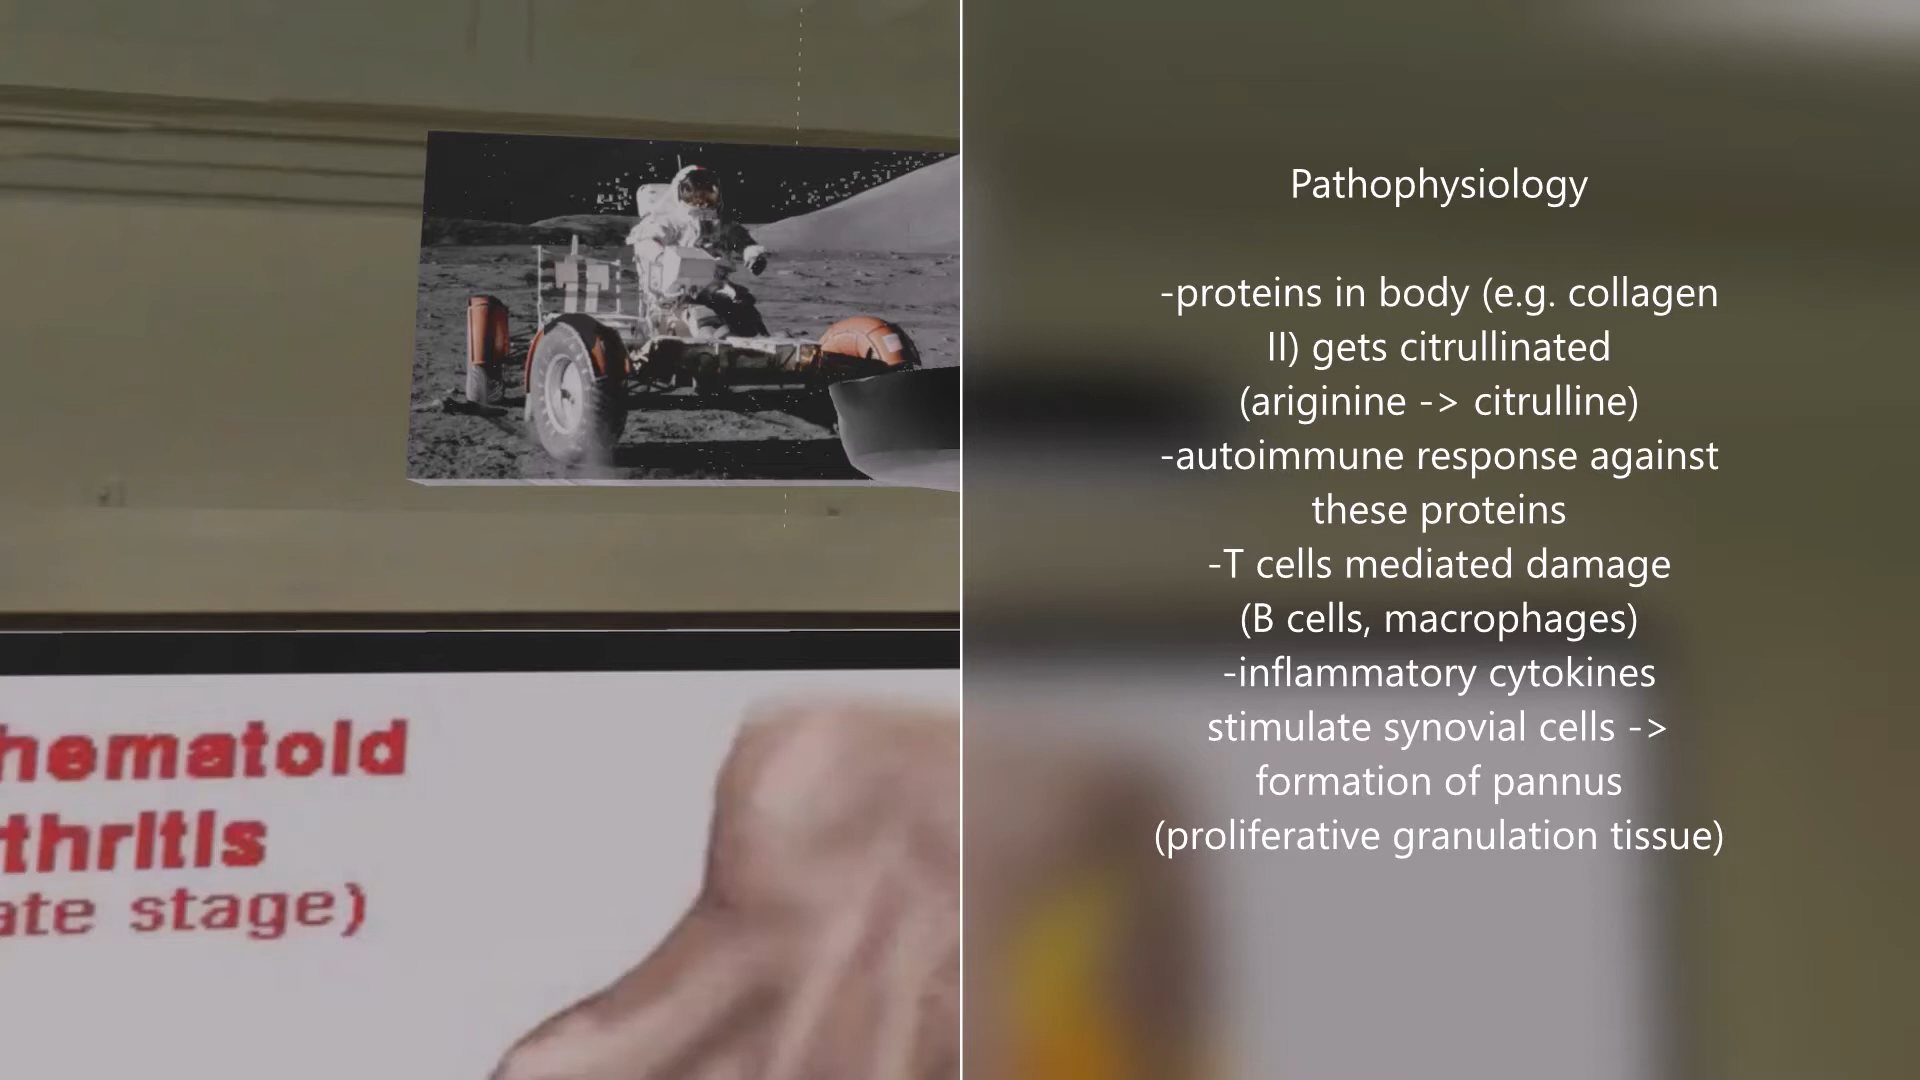 hematoid
thritis
ate stage)
Pathophysiology
-proteins in body (e.g. collagen
II) gets citrullinated
(ariginine -> citrulline)
-autoimmune response against
these proteins
-T cells mediated damage
(B cells, macrophages)
-inflammatory cytokines
stimulate synovial cells ->
formation of pannus
(proliferative granulation tissue)